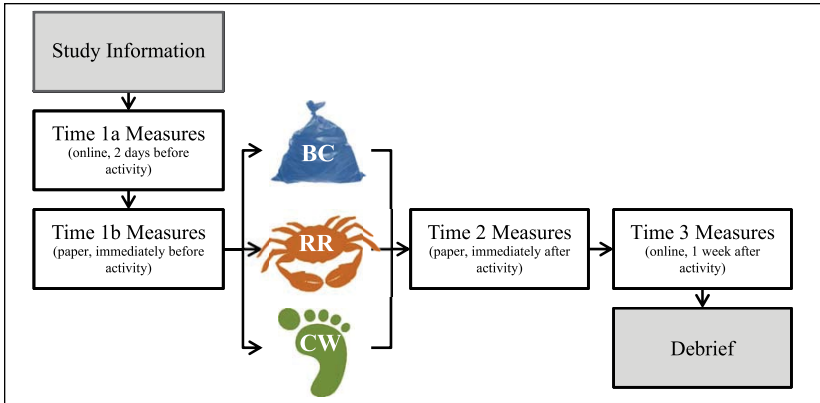 Study Information
Time 1a Measures
(online, 2 days before
activity)
Time 1b Measures
(paper, immediately before
activity)
BC
RR
CW
Time 2 Measures
(paper, immediately after
activity)
Time 3 Measures
(online, 1 week after
activity)
Debrief